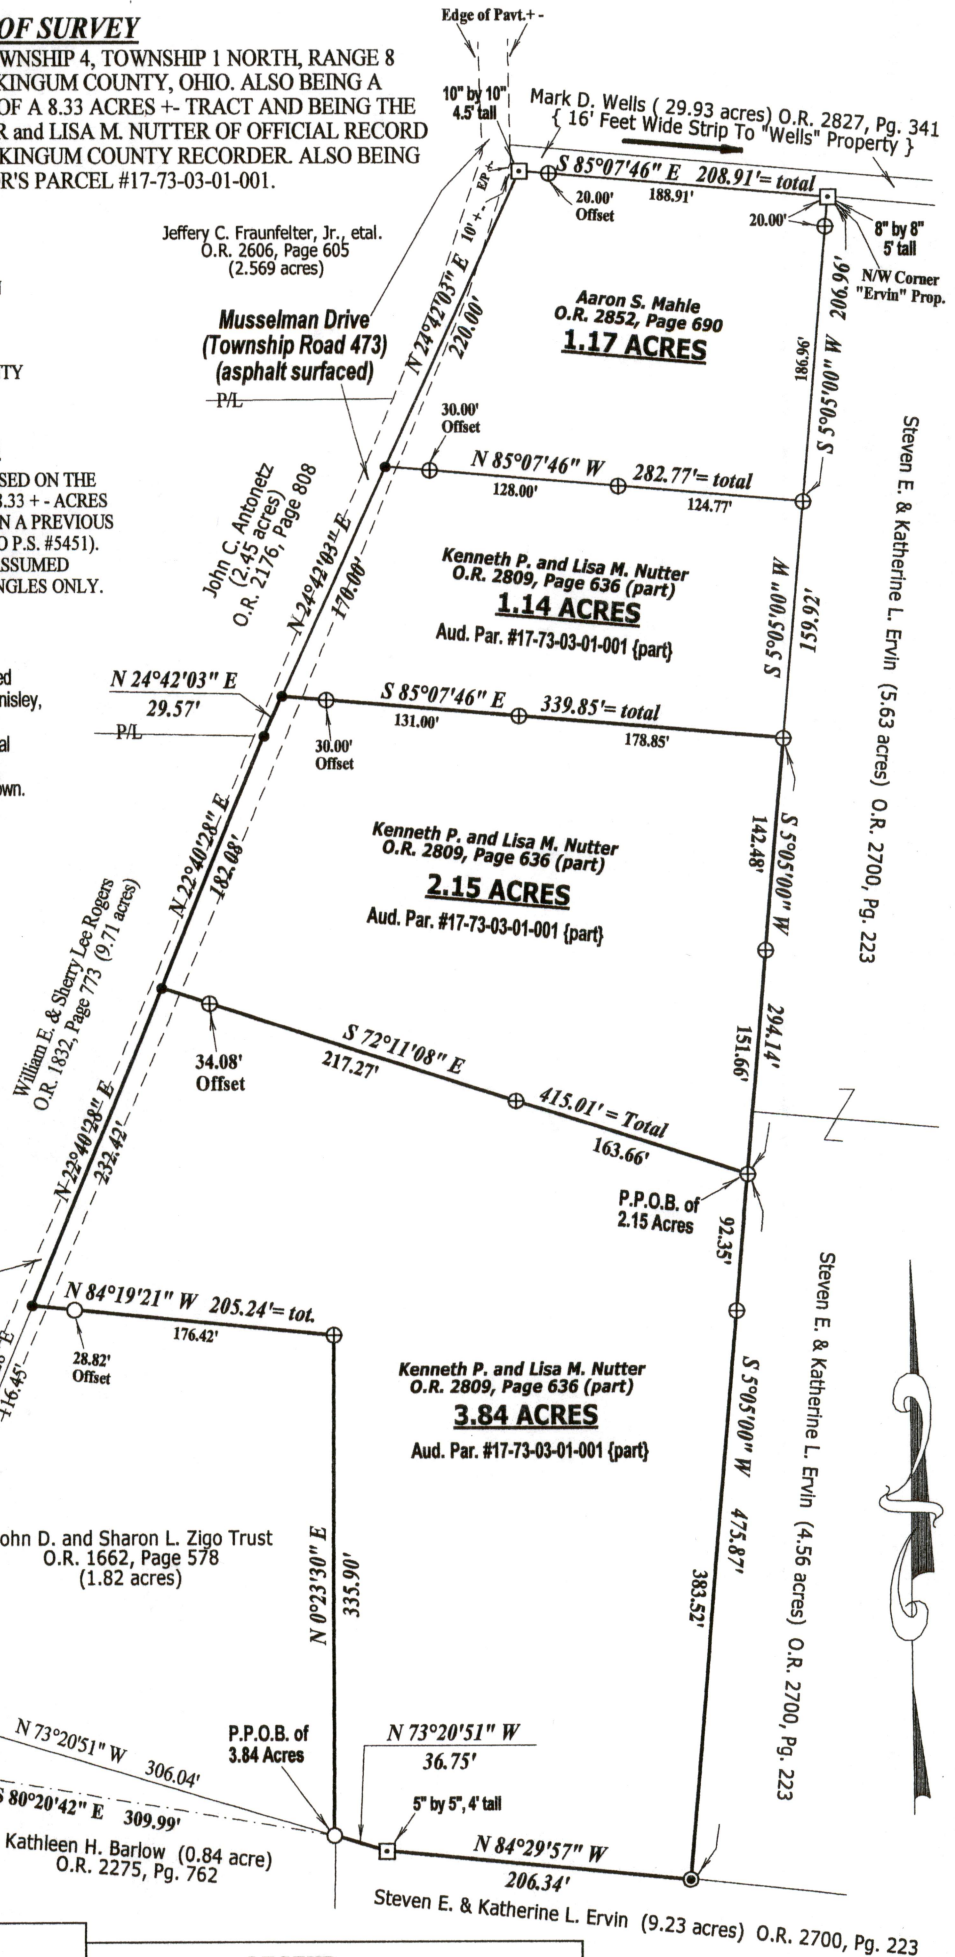 OF SURVEY
WNSHIP 4, TOWNSHIP 1 NORTH, RANGE 8
KINGUM COUNTY, OHIO. ALSO BEING A
OF A 8.33 ACRES +- TRACT AND BEING THE
R and LISA M. NUTTER OF OFFICIAL RECORD
KINGUM COUNTY RECORDER. ALSO BEING
OR'S PARCEL #17-73-03-01-001.
Edge of Pavt.+ -
10" by 10"
4.5' tall
Mark D. Wells ( 29.93 acres) O.R. 2827, Pg. 341
{ 16' Feet Wide Strip To "Wells" Property }
S 85°07'46" E 208.91'= total
188.91'
20.00'
Offset
20.00'
8" by 8"
5' tall
N/W Corner
"Ervin" Prop.
E/P +-
10' + -
Jeffery C. Fraunfelter, Jr., etal.
O.R. 2606, Page 605
(2.569 acres)
Musselman Drive
(Township Road 473)
(asphalt surfaced)
P/L
N 24°42'03" E
220.00'
Aaron S. Mahle
O.R. 2852, Page 690
1.17 ACRES
S 5°05'00" W 206.96'
186.96'
TY
30.00'
Offset
N 85°07'46" W 282.77'= total
128.00'
124.77'
SED ON THE
8.33 + - ACRES
N A PREVIOUS
O P.S. #5451).
ASSUMED
NGLES ONLY.
John C. Antonetz
(2.45 acres)
O.R. 2176, Page 808
N 24°42'03" E
170.00'
Kenneth P. and Lisa M. Nutter
O.R. 2809, Page 636 (part)
1.14 ACRES
Aud. Par. #17-73-03-01-001 {part}
S 5°05'00" W
159.92'
Steven E. & Katherine L. Ervin (5.63 acres) O.R. 2700, Pg. 223
ed
nisley,
al
own.
N 24°42'03" E
29.57'
P/L
S 85°07'46" E 339.85'= total
131.00'
178.85'
30.00'
Offset
N 22°40'28" E
182.08'
Kenneth P. and Lisa M. Nutter
O.R. 2809, Page 636 (part)
2.15 ACRES
Aud. Par. #17-73-03-01-001 {part}
S 5°05'00" W
142.48'
294.14'
151.66'
William E. & Sherry Lee Rogers
O.R. 1832, Page 773 (9.71 acres)
34.08'
Offset
S 72°11'08" E
217.27'
415.01' = Total
163.66'
Z
N 22°40'28" E
232.42'
P.P.O.B. of
2.15 Acres
92.35'
N 84°19'21" W 205.24'= tot.
176.42'
28.82'
Offset
E
116.45'
Kenneth P. and Lisa M. Nutter
O.R. 2809, Page 636 (part)
3.84 ACRES
Aud. Par. #17-73-03-01-001 {part}
S 5°05'00" W 475.87'
383.52'
Steven E. & Katherine L. Ervin (4.56 acres) O.R. 2700, Pg. 223
ohn D. and Sharon L. Zigo Trust
O.R. 1662, Page 578
(1.82 acres)
N 0°23'30" E
335.90'
N 73°20'51" W 306.04'
S 80°20'42" E 309.99'
P.P.O.B. of
3.84 Acres
N 73°20'51" W
36.75'
5" by 5", 4' tall
N 84°29'57" W
206.34'
Kathleen H. Barlow (0.84 acre)
O.R. 2275, Pg. 762
Steven E. & Katherine L. Ervin (9.23 acres) O.R. 2700, Pg. 223